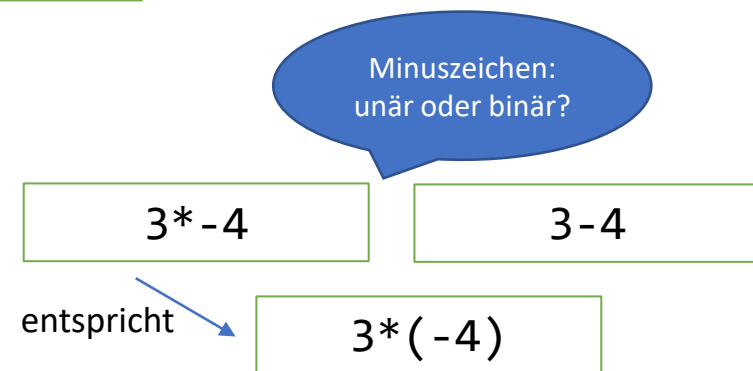 Minuszeichen:
unär oder binär?
3*-4
3-4
entspricht
3*(-4)